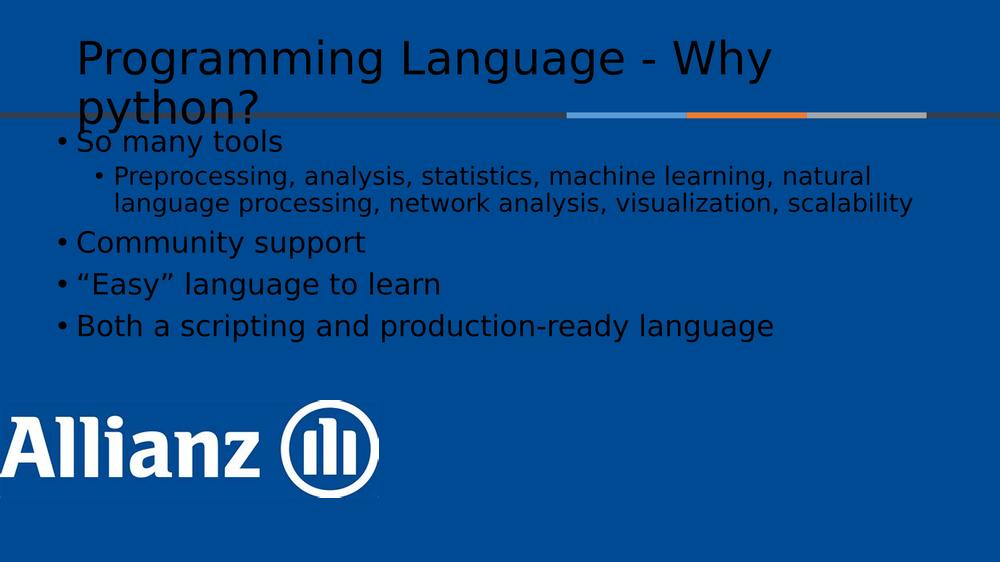 Programming Language - Why
python?
• So many tools
• Preprocessing, analysis, statistics, machine learning, natural
language processing, network analysis, visualization, scalability
• Community support
• “Easy” language to learn
• Both a scripting and production-ready language
Allianz